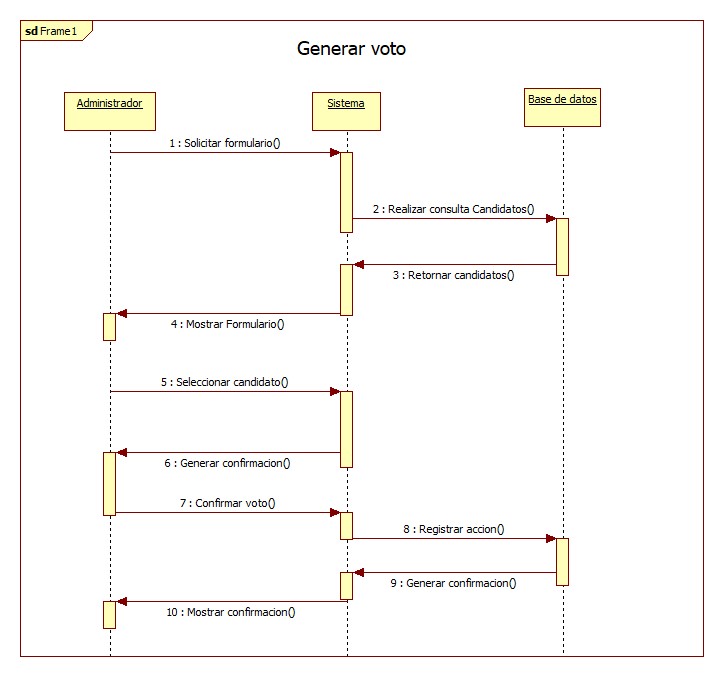 sd Frame1
Generar voto
Administrador
Sistema
Base de datos
1 : Solicitar formulario()
2 : Realizar consulta Candidatos()
3 : Retornar candidatos()
4 : Mostrar Formulario()
5 : Seleccionar candidato()
6 : Generar confirmacion()
7 : Confirmar voto()
8 : Registrar accion()
9 : Generar confirmacion()
10 : Mostrar confirmacion()